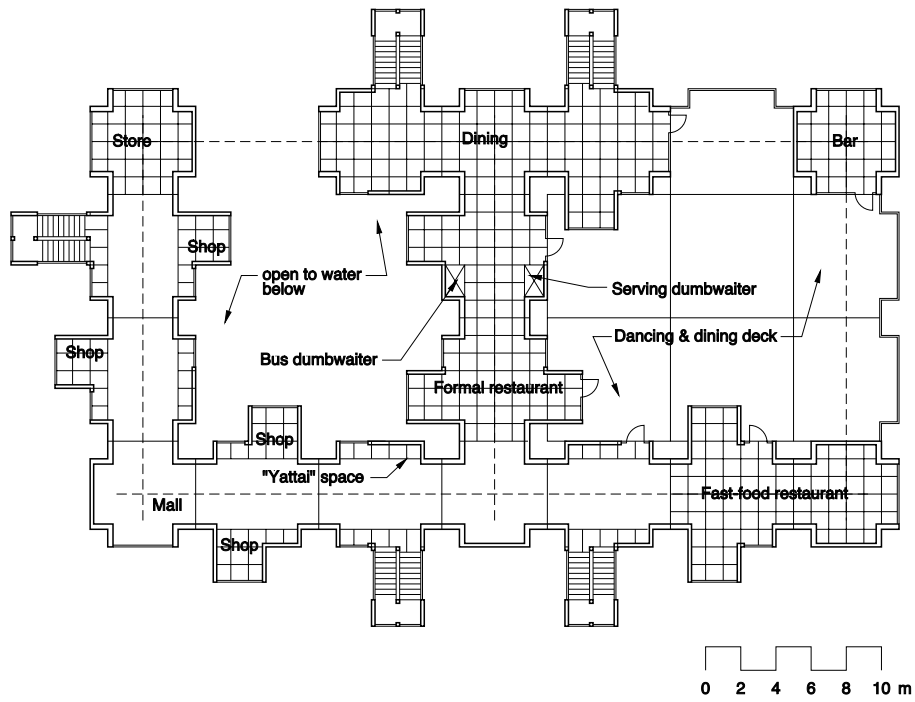 Store
Dining
Bar
Shop
open to water
below
Serving dumbwaiter
Shop
Bus dumbwaiter
Dancing & dining deck
Formal restaurant
Shop
"Yattai" space
Mall
Fast-food restaurant
Shop
0 2 4 6 8 10 m